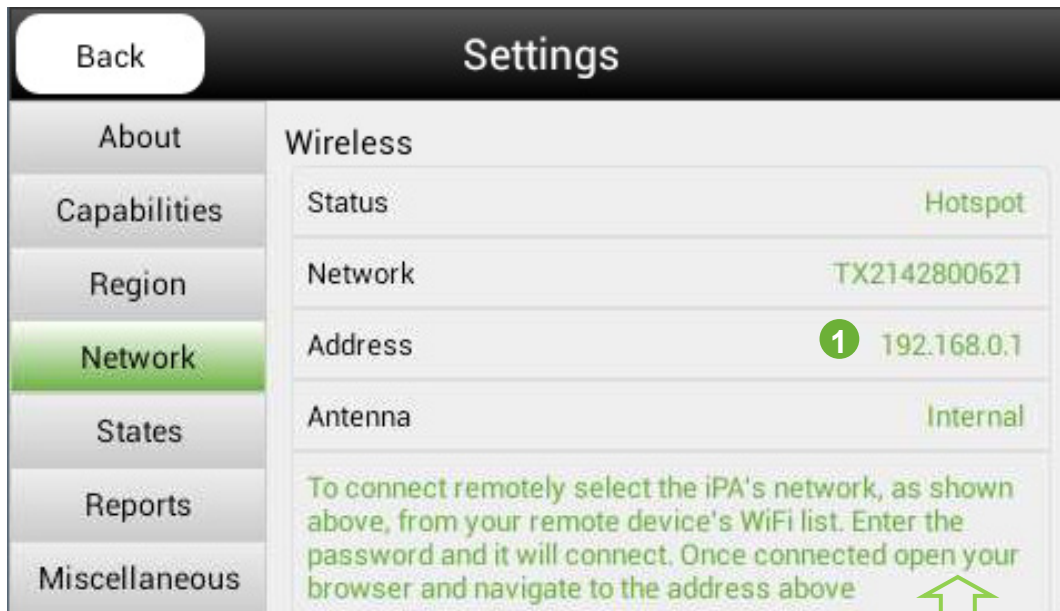 Back
Settings
About
Capabilities
Region
Network
States
Reports
Miscellaneous
Wireless
Status Hotspot
Network TX2142800621
Address 1 192.168.0.1
Antenna Internal
To connect remotely select the iPA's network, as shown
above, from your remote device's WiFi list. Enter the
password and it will connect. Once connected open your
browser and navigate to the address above